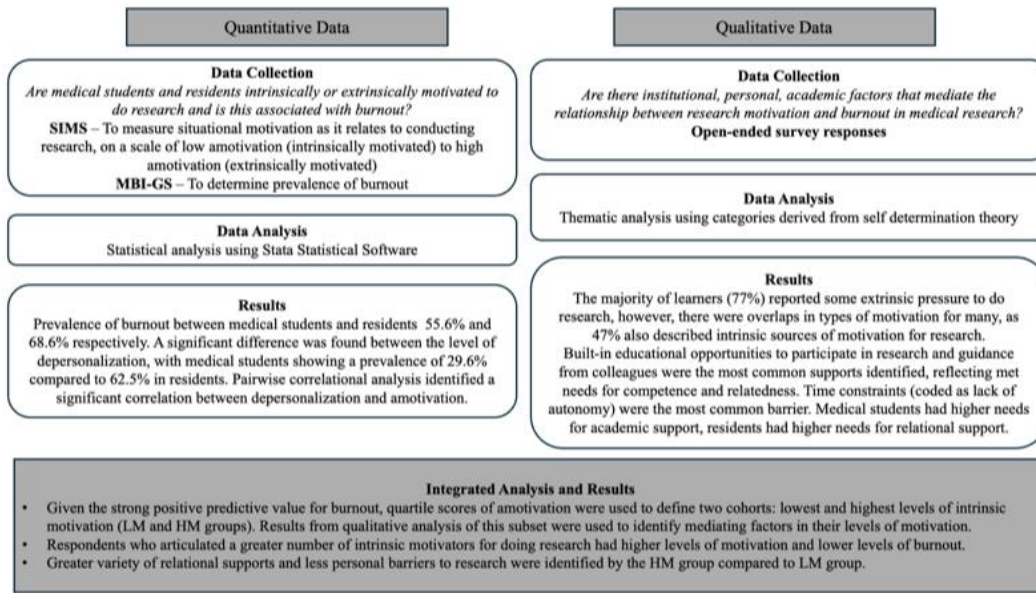 Quantitative Data
Data Collection
Are medical students and residents intrinsically or extrinsically motivated to
do research and is this associated with burnout?
SIMS – To measure situational motivation as it relates to conducting
research, on a scale of low amotivation (intrinsically motivated) to high
amotivation (extrinsically motivated)
MBI-GS – To determine prevalence of burnout
Data Analysis
Statistical analysis using Stata Statistical Software
Results
Prevalence of burnout between medical students and residents 55.6% and
68.6% respectively. A significant difference was found between the level of
depersonalization, with medical students showing a prevalence of 29.6%
compared to 62.5% in residents. Pairwise correlational analysis identified a
significant correlation between depersonalization and amotivation.
Qualitative Data
Data Collection
Are there institutional, personal, academic factors that mediate the
relationship between research motivation and burnout in medical research?
Open-ended survey responses
Data Analysis
Thematic analysis using categories derived from self determination theory
Results
The majority of learners (77%) reported some extrinsic pressure to do
research, however, there were overlaps in types of motivation for many, as
47% also described intrinsic sources of motivation for research.
Built-in educational opportunities to participate in research and guidance
from colleagues were the most common supports identified, reflecting met
needs for competence and relatedness. Time constraints (coded as lack of
autonomy) were the most common barrier. Medical students had higher needs
for academic support, residents had higher needs for relational support.
Integrated Analysis and Results
• Given the strong positive predictive value for burnout, quartile scores of amotivation were used to define two cohorts: lowest and highest levels of intrinsic
motivation (LM and HM groups). Results from qualitative analysis of this subset were used to identify mediating factors in their levels of motivation.
• Respondents who articulated a greater number of intrinsic motivators for doing research had higher levels of motivation and lower levels of burnout.
• Greater variety of relational supports and less personal barriers to research were identified by the HM group compared to LM group.